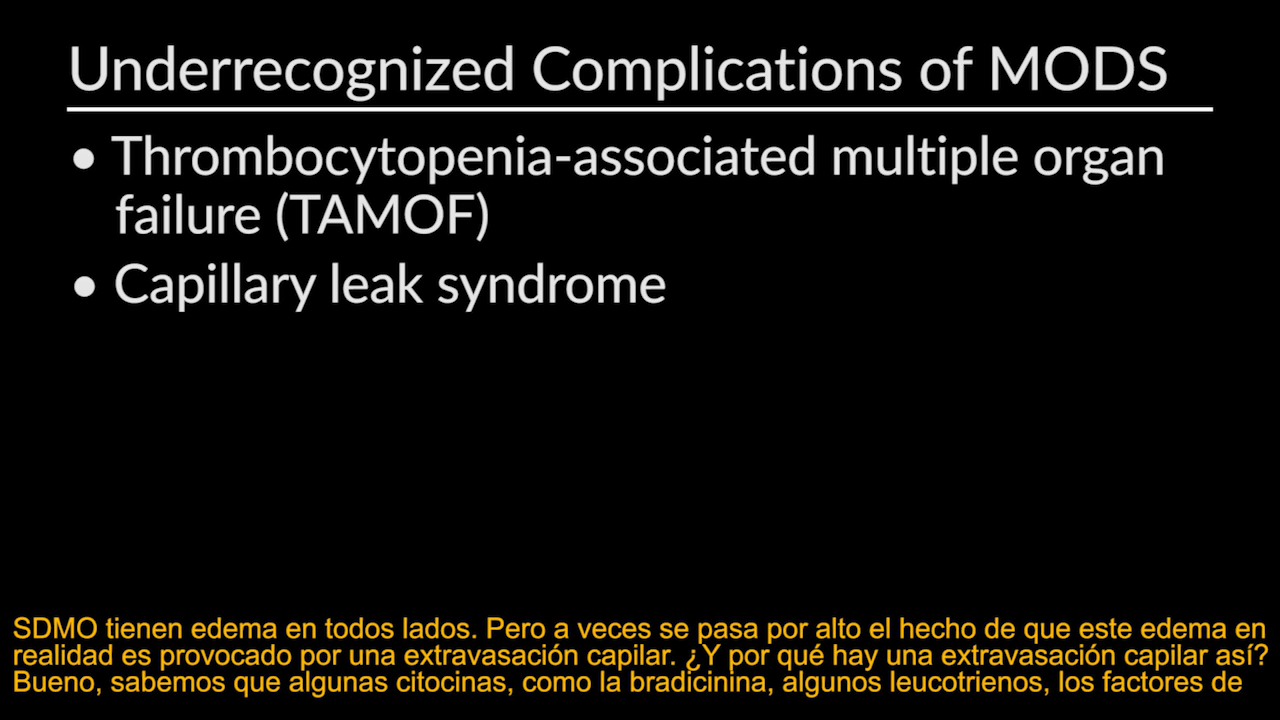 Underrecognized Complications of MODS
• Thrombocytopenia-associated multiple organ
failure (TAMOF)
• Capillary leak syndrome
SDMO tienen edema en todos lados. Pero a veces se pasa por alto el hecho de que este edema en
realidad es provocado por una extravasación capilar. ¿Y por qué hay una extravasación capilar así?
Bueno, sabemos que algunas citocinas, como la bradicinina, algunos leucotrienos, los factores de